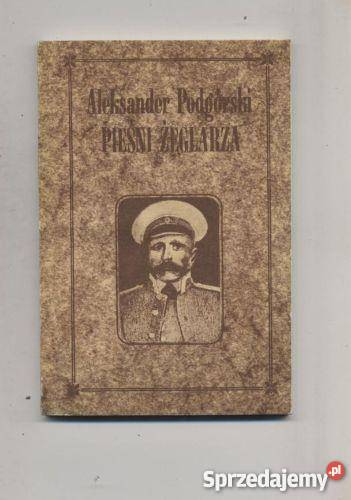 Aleksander Podgórski
PIEŚNI ŻEGLARZA
Sprzedajemy.pl